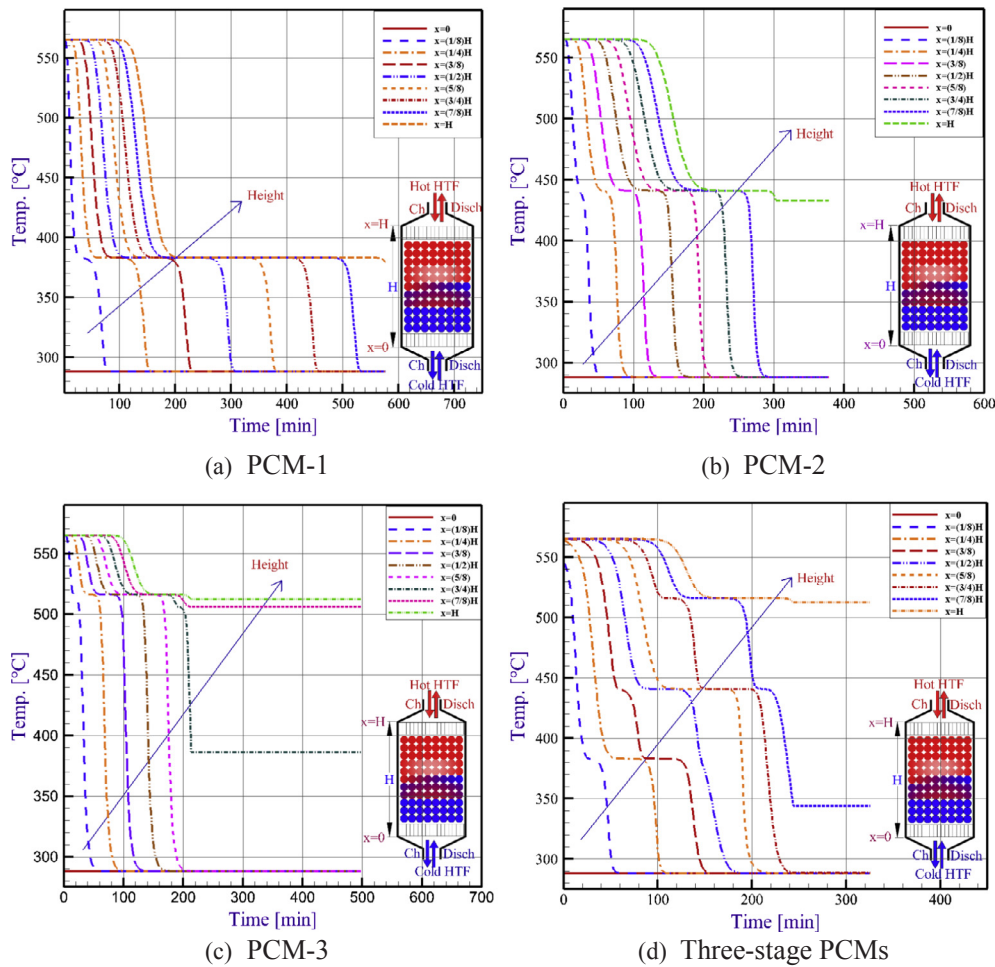 550
500
450
400
350
300
Temp. [°C]
x=0
x=(1/8)H
x=(1/4)H
x=(3/8)
x=(1/2)H
x=(5/8)
x=(3/4)H
x=(7/8)H
x=H
Height
Hot HTF
Ch
Disch
x=H
H
x=0
Ch
Disch
Cold HTF
100 200 300 400 500 600 700
Time [min]
(a) PCM-1
550
500
450
400
350
300
Temp. [°C]
x=0
x=(1/8)H
x=(1/4)H
x=(3/8)
x=(1/2)H
x=(5/8)
x=(3/4)H
x=(7/8)H
x=H
Height
Hot HTF
Ch
Disch
x=H
H
x=0
Ch
Disch
Cold HTF
0 100 200 300 400 500 600
Time [min]
(b) PCM-2
550
500
450
400
350
300
Temp. [°C]
x=0
x=(1/8)H
x=(1/4)H
x=(3/8)H
x=(1/2)H
x=(5/8)
x=(3/4)H
x=(7/8)H
x=H
Height
Hot HTF
Ch
Disch
x=H
H
x=0
Ch
Disch
Cold HTF
0 100 200 300 400 500 600 700
Time [min]
(c) PCM-3
550
500
450
400
350
300
Temp. [°C]
x=0
x=(1/8)H
x=(1/4)H
x=(3/8)
x=(1/2)H
x=(5/8)
x=(3/4)H
x=(7/8)H
x=H
Height
Hot HTF
Ch
Disch
x=H
H
x=0
Ch
Disch
Cold HTF
0 100 200 300 400
Time [min]
(d) Three-stage PCMs